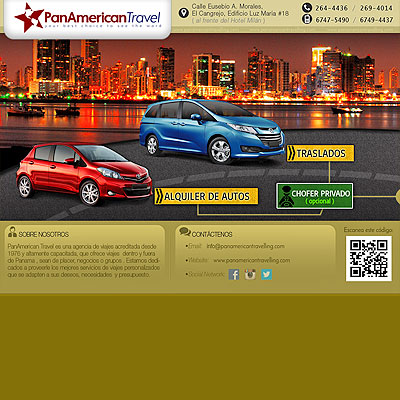 PanAmericanTravel
your best choice to see the world
Calle Eusebio A. Morales,
El Cangrejo, Edificio Luz María #18
( al frente del Hotel Milán )
264-4436 / 269-4014
6747-5490 / 6749-4437
TRASLADOS
ALQUILER DE AUTOS
CHOFER PRIVADO
( opcional )
SOBRE NOSOTROS
PanAmerican Travel es una agencia de viajes acreditada desde
1976 y altamente capacitada, que ofrece viajes dentro y fuera
de Panama , sean de placer, negocios o grupos . Estamos dedi-
cados a proveerle los mejores servicios de viajes personalizados
que se adapten a sus deseos, necesidades y presupuesto.
CONTÁCTENOS
Email: info@panamericantravelling.com
Website: www.panamericantravelling.com
Social Network:
Escanea este código: